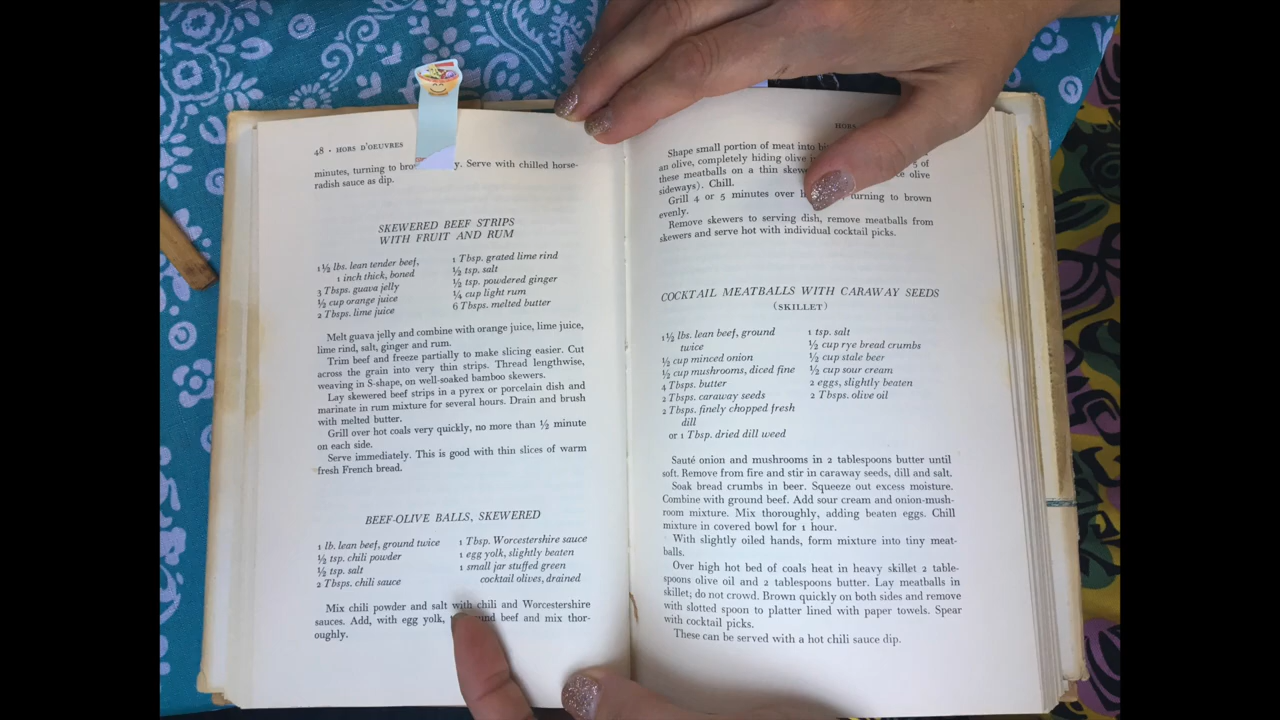 48 • HORS D'OEUVRES
minutes, turning to y. Serve with chilled horse-
radish sauce as dip.
SKEWERED BEEF STRIPS
WITH FRUIT AND RUM
1½ lbs. lean tender beef,
1 inch thick, boned
3 Tbsps. guava jelly
½ cup orange juice
2 Tbsps. lime juice
1 Tbsp. grated lime rind
½ tsp. salt
½ tsp. powdered ginger
¼ cup light rum
6 Tbsps. melted butter
Melt guava jelly and combine with orange juice, lime juice,
lime rind, salt, ginger and rum.
Trim beef and freeze partially to make slicing easier. Cut
across the grain into very thin strips. Thread lengthwise,
weaving in S-shape, on well-soaked bamboo skewers.
Lay skewered beef strips in a pyrex or porcelain dish and
marinate in rum mixture for several hours. Drain and brush
with melted butter.
Grill over hot coals very quickly, no more than ½ minute
on each side.
Serve immediately. This is good with thin slices of warm
fresh French bread.
BEEF-OLIVE BALLS, SKEWERED
1 lb. lean beef, ground twice
½ tsp. chili powder
½ tsp. salt
2 Tbsps. chili sauce
1 Tbsp. Worcestershire sauce
1 egg yolk, slightly beaten
1 small jar stuffed green
cocktail olives, drained
Mix chili powder and salt with chili and Worcestershire
sauces. Add, with egg yolk, beef and mix thor-
oughly.
HORS
Shape small portion of meat into
an olive, completely hiding olive 5 of
these meatballs on a thin olive
sideways). Chill.
Grill 4 or 5 minutes over turning to brown
evenly.
Remove skewers to serving dish, remove meatballs from
skewers and serve hot with individual cocktail picks.
COCKTAIL MEATBALLS WITH CARAWAY SEEDS
(SKILLET)
1½ lbs. lean beef, ground
twice
½ cup minced onion
½ cup mushrooms, diced fine
4 Tbsps. butter
2 Tbsps. caraway seeds
2 Tbsps. finely chopped fresh
dill
or 1 Tbsp. dried dill weed
1 tsp. salt
½ cup rye bread crumbs
½ cup stale beer
½ cup sour cream
2 eggs, slightly beaten
2 Tbsps. olive oil
Sauté onion and mushrooms in 2 tablespoons butter until
soft. Remove from fire and stir in caraway seeds, dill and salt.
Soak bread crumbs in beer. Squeeze out excess moisture.
Combine with ground beef. Add sour cream and onion-mush-
room mixture. Mix thoroughly, adding beaten eggs. Chill
mixture in covered bowl for 1 hour.
With slightly oiled hands, form mixture into tiny meat-
balls.
Over high hot bed of coals heat in heavy skillet 2 table-
spoons olive oil and 2 tablespoons butter. Lay meatballs in
skillet; do not crowd. Brown quickly on both sides and remove
with slotted spoon to platter lined with paper towels. Spear
with cocktail picks.
These can be served with a hot chili sauce dip.